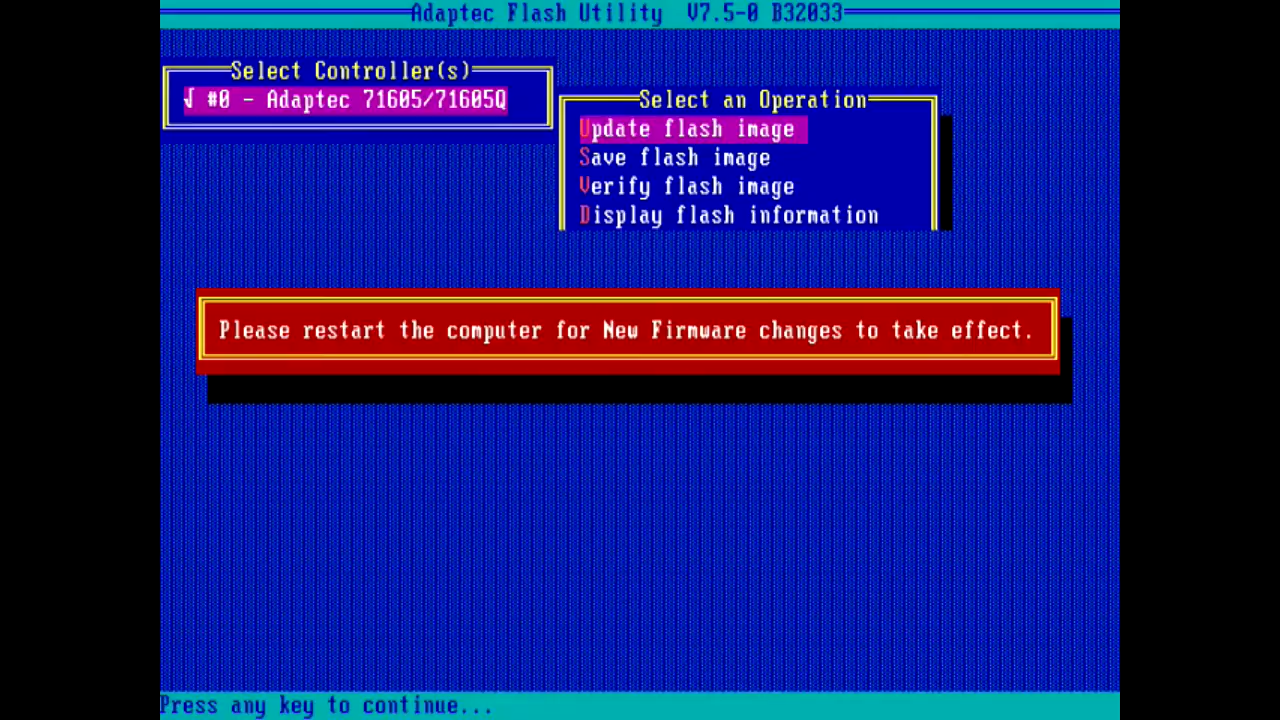 Adaptec Flash Utility V7.5-0 B32033
Select Controller(s)
√ #0 - Adaptec 71605/71605Q
Select an Operation
Update flash image
Save flash image
Verify flash image
Display flash information
Please restart the computer for New Firmware changes to take effect.
Press any key to continue...